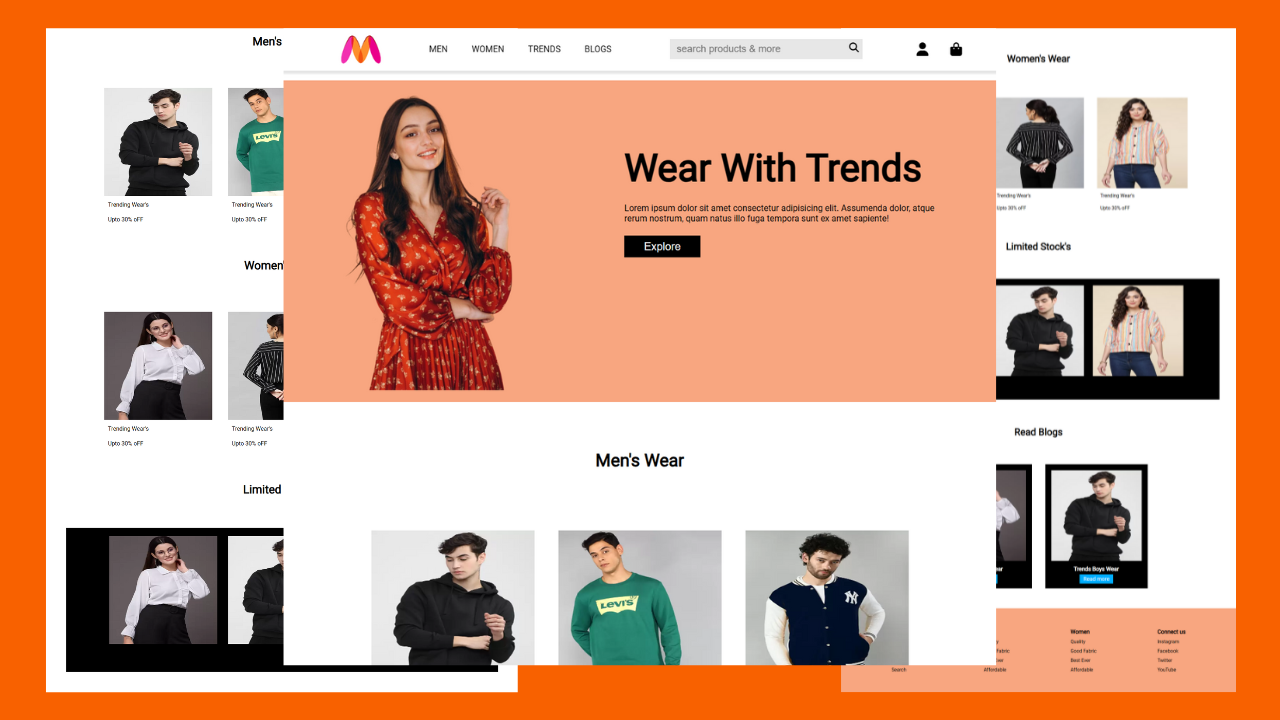 Men's
Trending Wear's
Upto 30% oFF
Trending Wear's
Upto 30% oFF
Women'
Trending Wear's
Upto 30% oFF
Trending Wear's
Upto 30% oFF
Limited
MEN
WOMEN
TRENDS
BLOGS
search products & more
Wear With Trends
Lorem ipsum dolor sit amet consectetur adipisicing elit. Assumenda dolor, atque
rerum nostrum, quam natus illo fuga tempora sunt ex amet sapiente!
Explore
Men's Wear
LEVI'S
NY
LEVI'S
Women's Wear
Trending Wear's
Upto 30% oFF
Trending Wear's
Upto 30% oFF
Limited Stock's
Read Blogs
Trends Boys Wear
Read more
Women
Quality
Good Fabric
Best Ever
Affordable
Connect us
Instagram
Facebook
Twitter
YouTube
Fabric
Affordable
Search